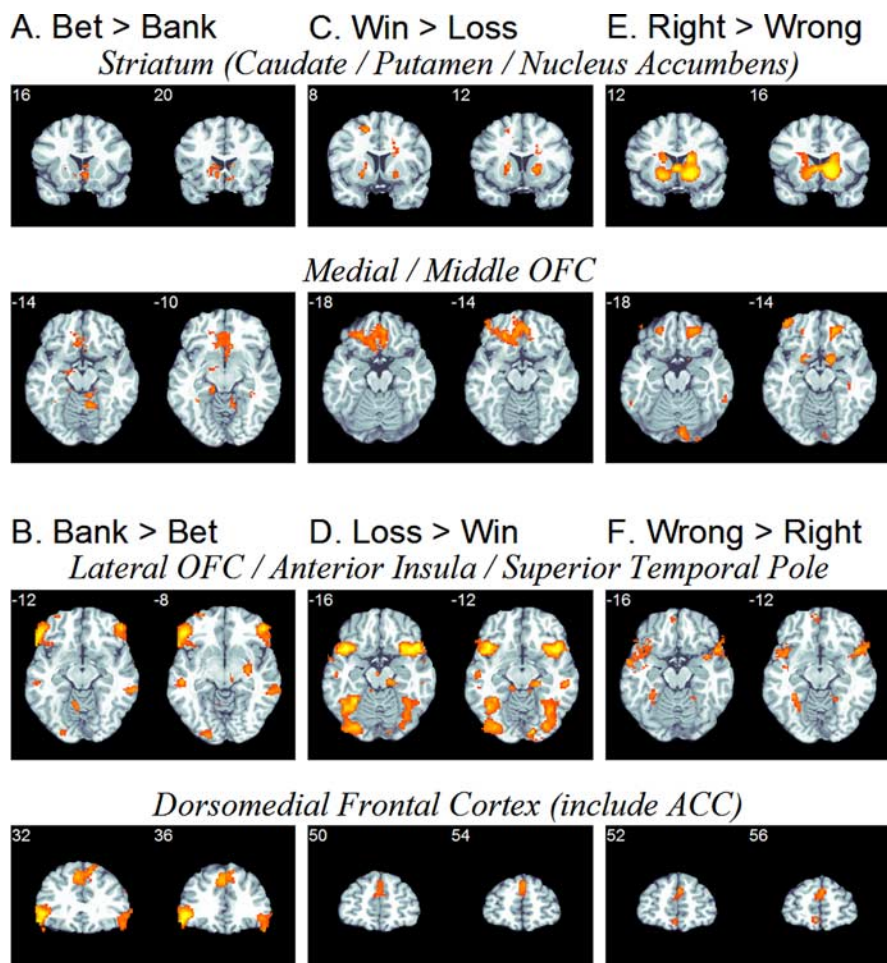 A. Bet > Bank C. Win > Loss E. Right > Wrong
Striatum (Caudate / Putamen / Nucleus Accumbens)
16 20 8 12 12 16
Medial / Middle OFC
-14 -10 -18 -14 -18 -14
B. Bank > Bet D. Loss > Win F. Wrong > Right
Lateral OFC / Anterior Insula / Superior Temporal Pole
-12 -8 -16 -12 -16 -12
Dorsomedial Frontal Cortex (include ACC)
32 36 50 54 52 56